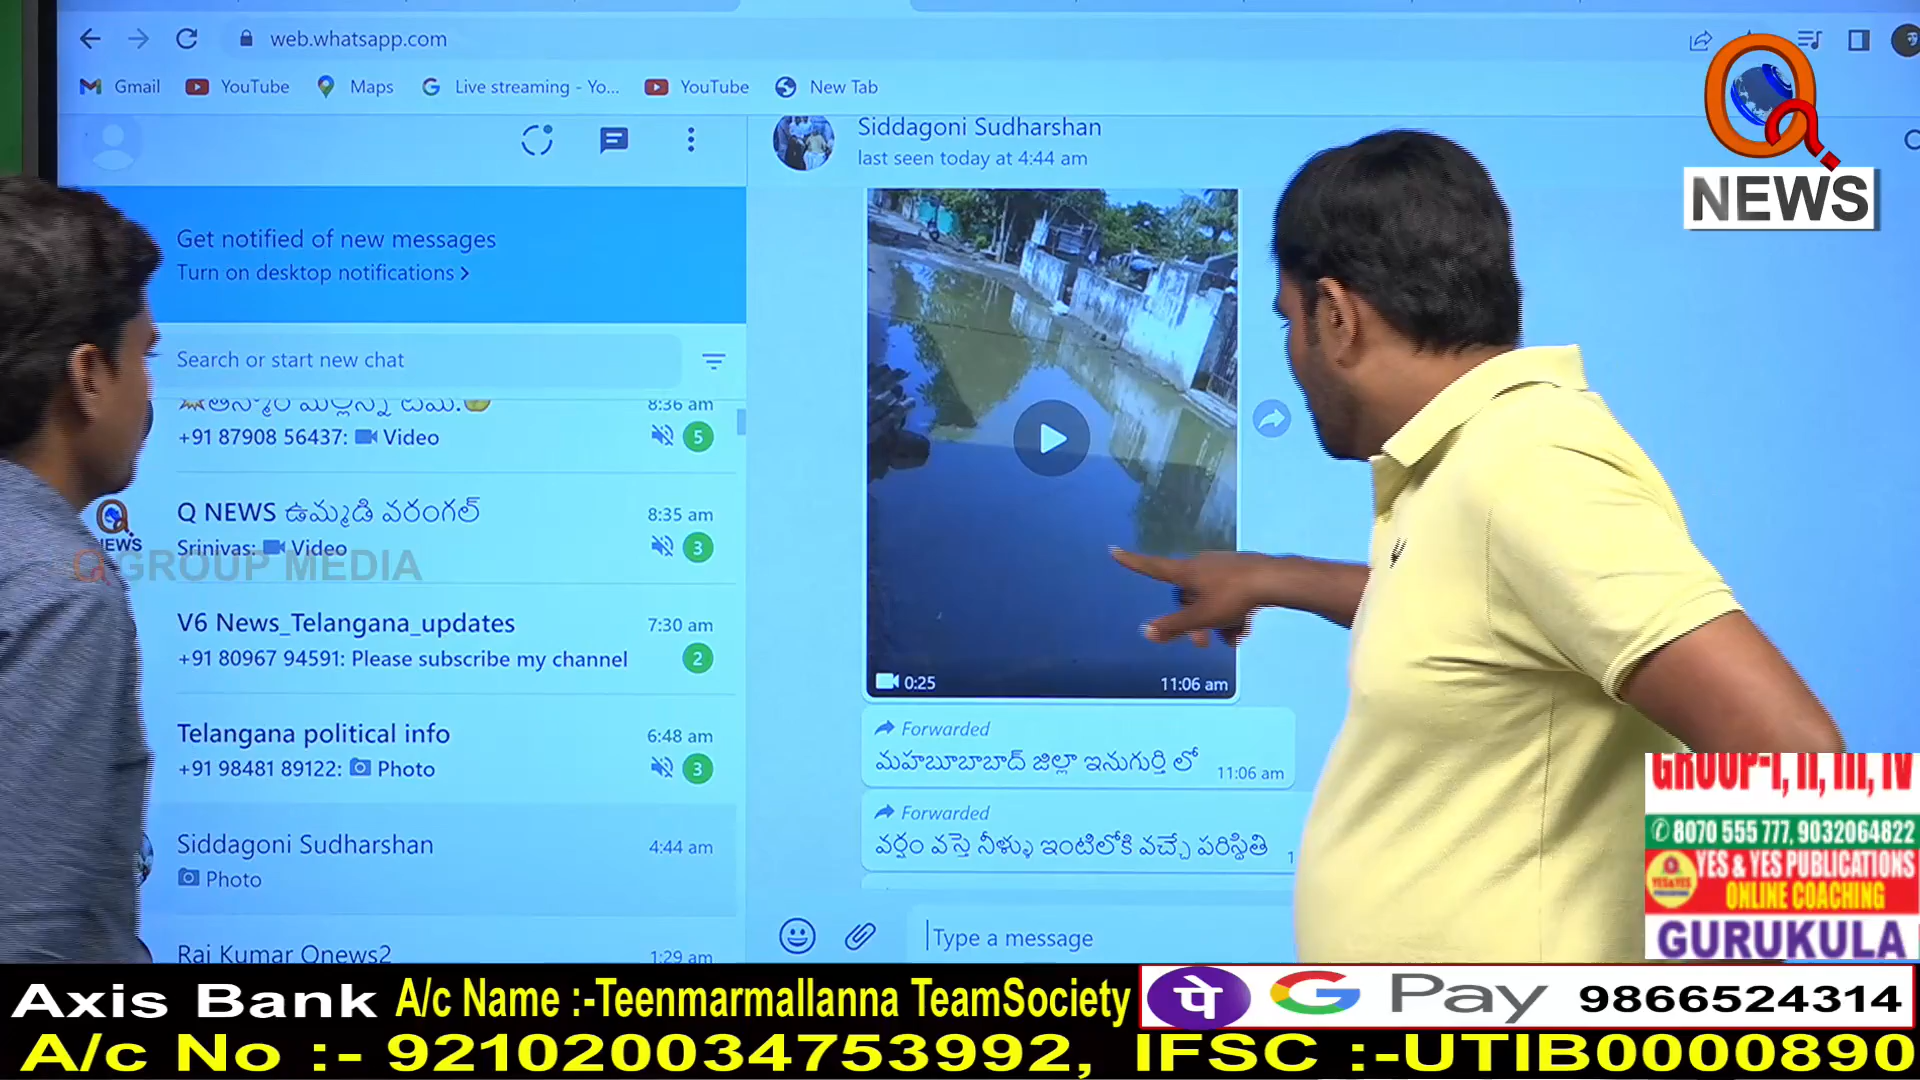 web.whatsapp.com
Gmail YouTube Maps Live streaming - Yo... YouTube New Tab
Siddagoni Sudharshan
last seen today at 4:44 am
NEWS
Get notified of new messages
Turn on desktop notifications >
Search or start new chat
8:36 am
+91 87908 56437: Video 5
Q NEWS ఉమ్మడి వరంగల్ 8:35 am
Srinivas: Video 3
NEWS
Q GROUP MEDIA
V6 News_Telangana_updates 7:30 am
+91 80967 94591: Please subscribe my channel 2
Telangana political info 6:48 am
+91 98481 89122: Photo 3
Siddagoni Sudharshan 4:44 am
Photo
Raj Kumar Qnews2 1:29 am
0:25 11:06 am
Forwarded
మహబూబాబాద్ జిల్లా ఇనుగుర్తి లో 11:06 am
Forwarded
వర్షం వస్తె నీళ్ళు ఇంటిలోకి వచ్చే పరిస్థితి
Type a message
GROUP-I, II, III, IV
8070 555 777, 9032064822
YES & YES PUBLICATIONS
ONLINE COACHING
GURUKULA
Axis Bank A/c Name :-Teenmarmallanna TeamSociety
पे G Pay 9866524314
A/c No :- 921020034753992, IFSC :-UTIB0000890